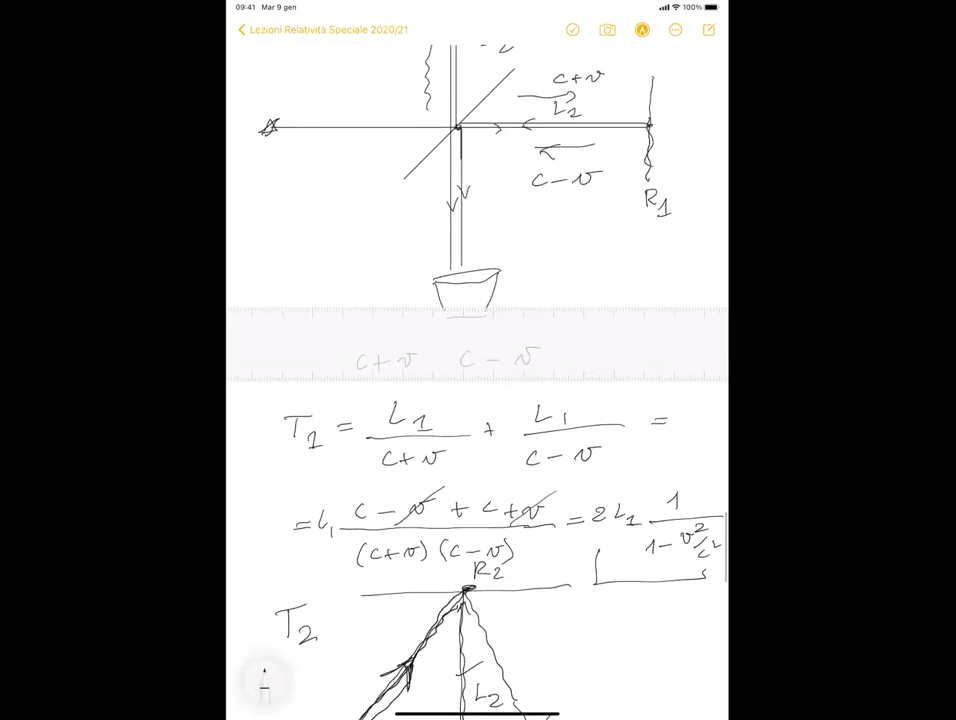 09:41 Mar 9 gen
100%
Lezioni Relatività Speciale 2020/21
c+v
L2
c-v
R1
c+v c-v
T1 = L1/(c+v) + L1/(c-v) =
= L1 (c-v+c+v)/((c+v)(c-v)) = 2L1 1/(1-v²/c²)
R2
T2
L2